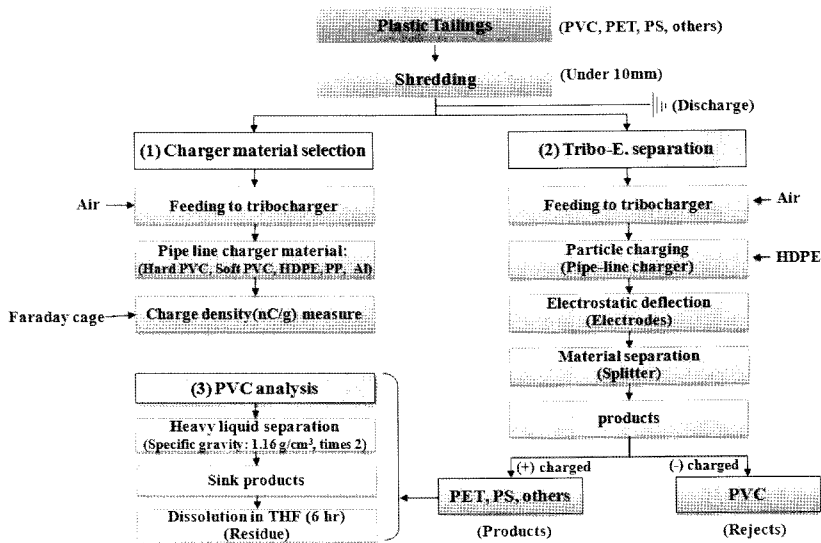 Plastic Tailings
(PVC, PET, PS, others)
Shredding
(Under 10mm)
(Discharge)
(1) Charger material selection
Air
Feeding to tribocharger
Pipe line charger material:
(Hard PVC, Soft PVC, HDPE, PP, Al)
Faraday cage
Charge density(nC/g) measure
(2) Tribo-E. separation
Feeding to tribocharger
Air
Particle charging
(Pipe-line charger)
HDPE
Electrostatic deflection
(Electrodes)
Material separation
(Splitter)
products
(+) charged
(-) charged
PET, PS, others
PVC
(Products)
(Rejects)
(3) PVC analysis
Heavy liquid separation
(Specific gravity: 1.16 g/cm³, times 2)
Sink products
Dissolution in THF (6 hr)
(Residue)